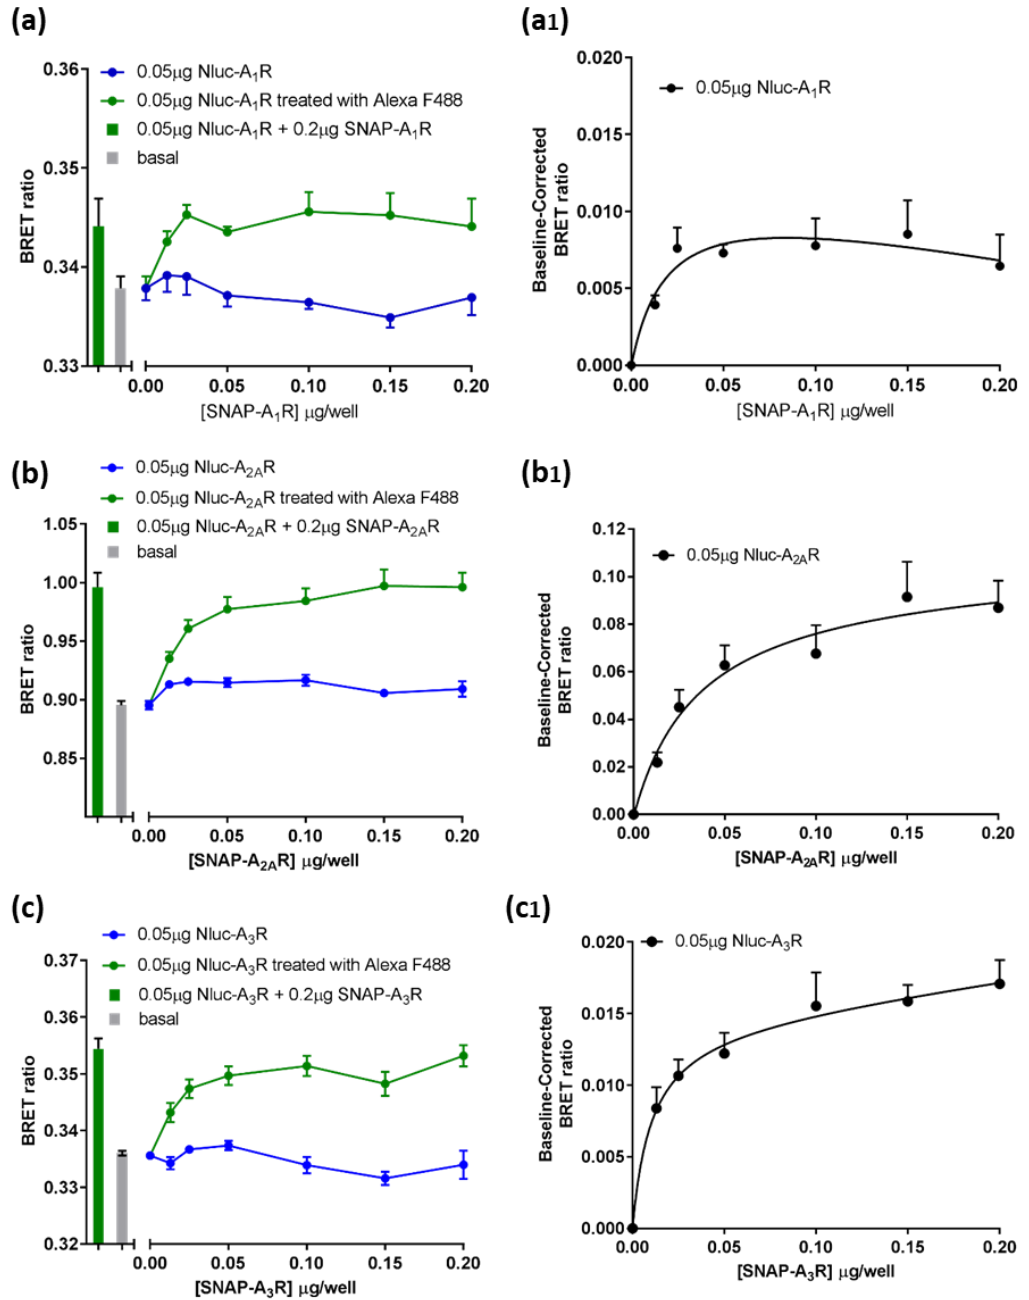 (a)
0.05µg Nluc-A₁R
0.05µg Nluc-A₁R treated with Alexa F488
0.05µg Nluc-A₁R + 0.2µg SNAP-A₁R
basal
BRET ratio
0.36
0.35
0.34
0.33
0.00 0.05 0.10 0.15 0.20
[SNAP-A₁R] µg/well
(a1)
0.05µg Nluc-A₁R
Baseline-Corrected
BRET ratio
0.020
0.015
0.010
0.005
0.000
0.00 0.05 0.10 0.15 0.20
[SNAP-A₁R] µg/well
(b)
0.05µg Nluc-A₂ₐR
0.05µg Nluc-A₂ₐR treated with Alexa F488
0.05µg Nluc-A₂ₐR + 0.2µg SNAP-A₂ₐR
basal
BRET ratio
1.05
1.00
0.95
0.90
0.85
0.00 0.05 0.10 0.15 0.20
[SNAP-A₂ₐR] µg/well
(b1)
0.05µg Nluc-A₂ₐR
Baseline-Corrected
BRET ratio
0.12
0.10
0.08
0.06
0.04
0.02
0.00
0.00 0.05 0.10 0.15 0.20
[SNAP-A₂ₐR] µg/well
(c)
0.05µg Nluc-A₃R
0.05µg Nluc-A₃R treated with Alexa F488
0.05µg Nluc-A₃R + 0.2µg SNAP-A₃R
basal
BRET ratio
0.37
0.36
0.35
0.34
0.33
0.32
0.00 0.05 0.10 0.15 0.20
[SNAP-A₃R] µg/well
(c1)
0.05µg Nluc-A₃R
Baseline-Corrected
BRET ratio
0.020
0.015
0.010
0.005
0.000
0.00 0.05 0.10 0.15 0.20
[SNAP-A₃R] µg/well